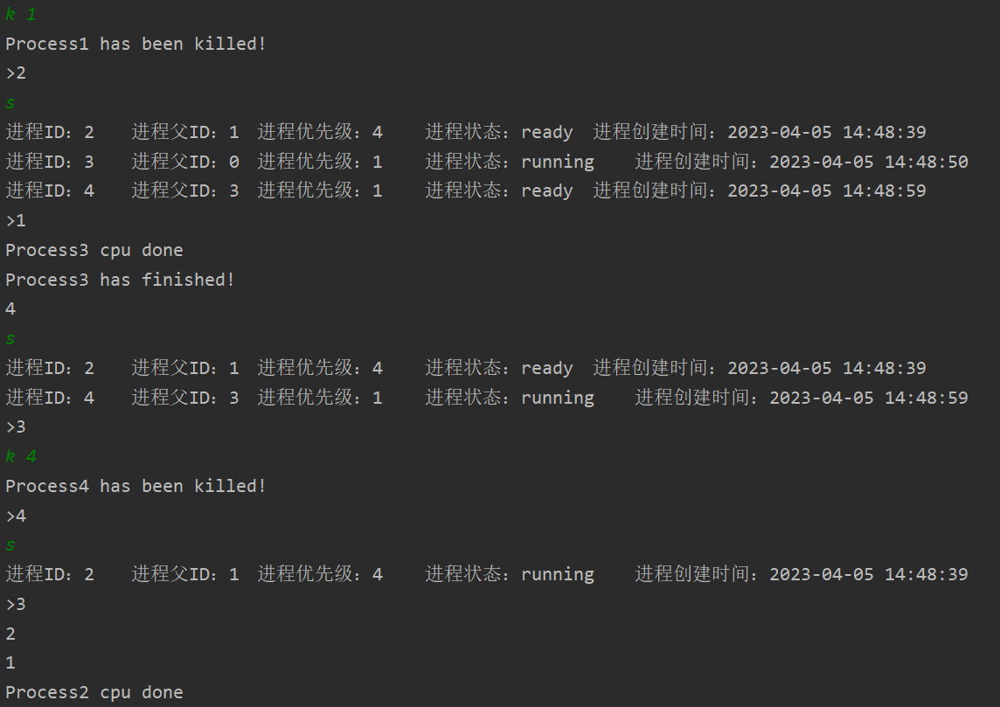 k 1
Process1 has been killed!
>2
s
进程ID：2 进程父ID：1 进程优先级：4 进程状态：ready 进程创建时间：2023-04-05 14:48:39
进程ID：3 进程父ID：0 进程优先级：1 进程状态：running 进程创建时间：2023-04-05 14:48:50
进程ID：4 进程父ID：3 进程优先级：1 进程状态：ready 进程创建时间：2023-04-05 14:48:59
>1
Process3 cpu done
Process3 has finished!
4
s
进程ID：2 进程父ID：1 进程优先级：4 进程状态：ready 进程创建时间：2023-04-05 14:48:39
进程ID：4 进程父ID：3 进程优先级：1 进程状态：running 进程创建时间：2023-04-05 14:48:59
>3
k 4
Process4 has been killed!
>4
s
进程ID：2 进程父ID：1 进程优先级：4 进程状态：running 进程创建时间：2023-04-05 14:48:39
>3
2
1
Process2 cpu done